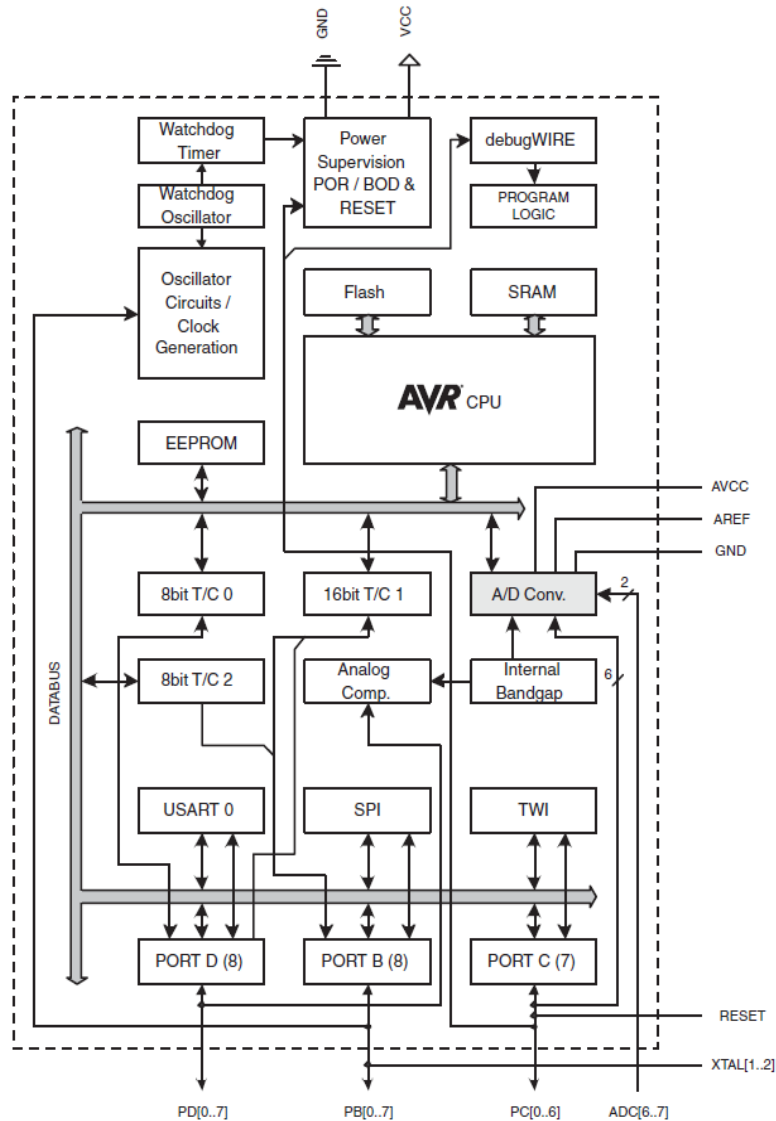 GND
VCC
Watchdog
Timer
Power
Supervision
POR / BOD &
RESET
debugWIRE
Watchdog
Oscillator
PROGRAM
LOGIC
Oscillator
Circuits /
Clock
Generation
Flash
SRAM
AVR CPU
EEPROM
AVCC
AREF
GND
8bit T/C 0
16bit T/C 1
A/D Conv.
2
DATABUS
8bit T/C 2
Analog
Comp.
Internal
Bandgap
6
USART 0
SPI
TWI
PORT D (8)
PORT B (8)
PORT C (7)
RESET
XTAL[1..2]
PD[0..7]
PB[0..7]
PC[0..6]
ADC[6..7]